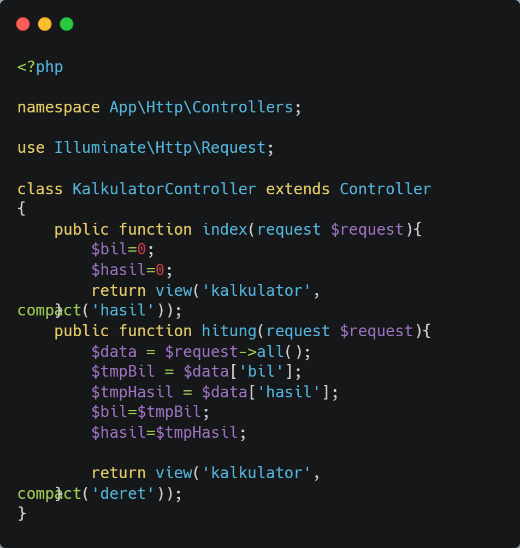 <?php
namespace App\Http\Controllers;
use Illuminate\Http\Request;
class KalkulatorController extends Controller
{
public function index(request $request){
$bil=0;
$hasil=0;
return view('kalkulator',
compact('hasil'));
}
public function hitung(request $request){
$data = $request->all();
$tmpBil = $data['bil'];
$tmpHasil = $data['hasil'];
$bil=$tmpBil;
$hasil=$tmpHasil;
return view('kalkulator',
compact('deret'));
}
}